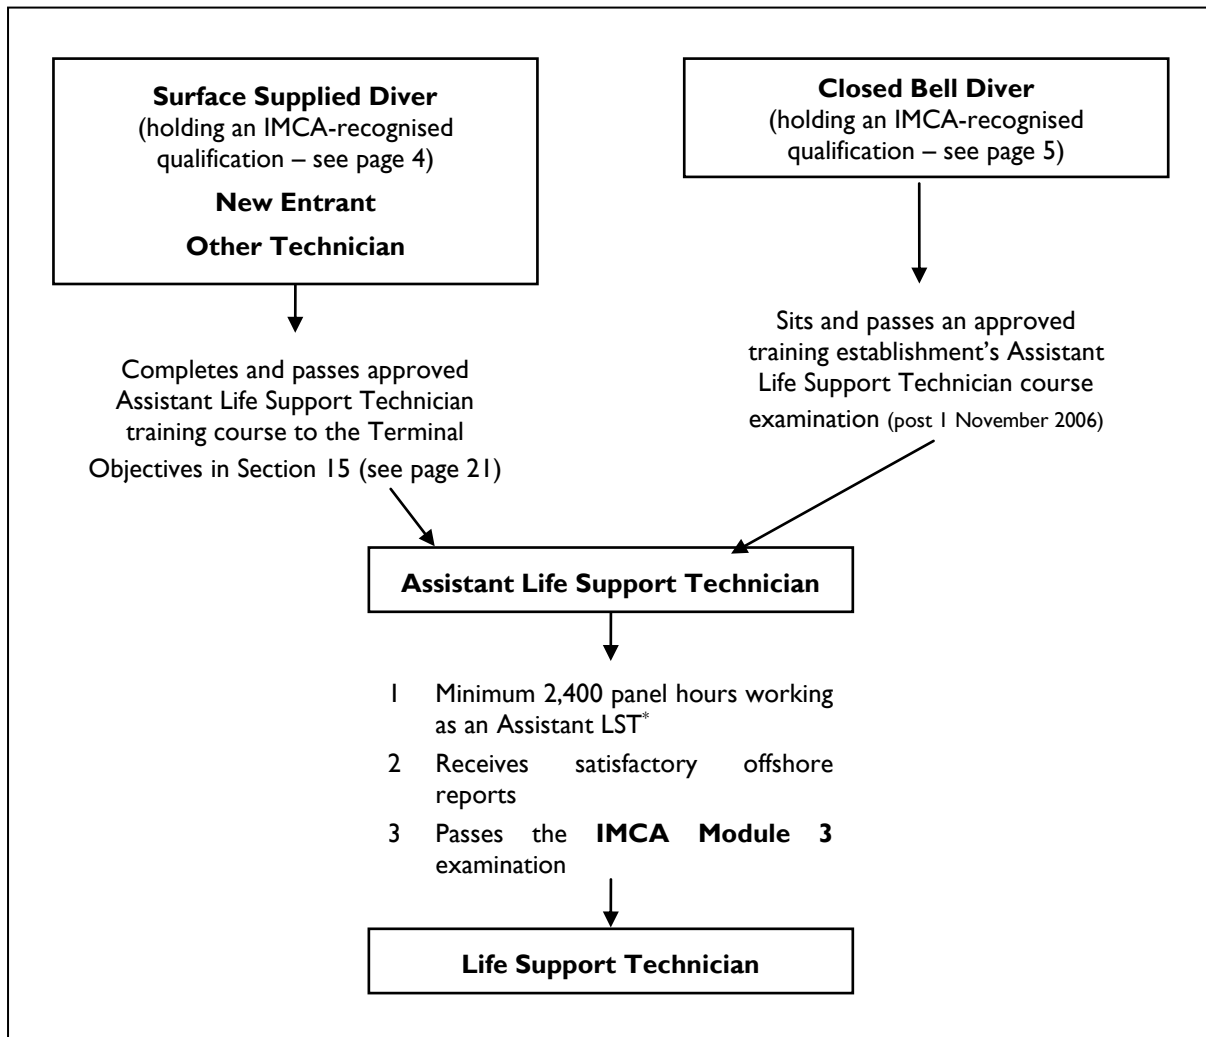 Surface Supplied Diver
(holding an IMCA-recognised
qualification – see page 4)
New Entrant
Other Technician
Closed Bell Diver
(holding an IMCA-recognised
qualification – see page 5)
Completes and passes approved
Assistant Life Support Technician
training course to the Terminal
Objectives in Section 15 (see page 21)
Sits and passes an approved
training establishment’s Assistant
Life Support Technician course
examination (post 1 November 2006)
Assistant Life Support Technician
1 Minimum 2,400 panel hours working
as an Assistant LST*
2 Receives satisfactory offshore
reports
3 Passes the IMCA Module 3
examination
Life Support Technician